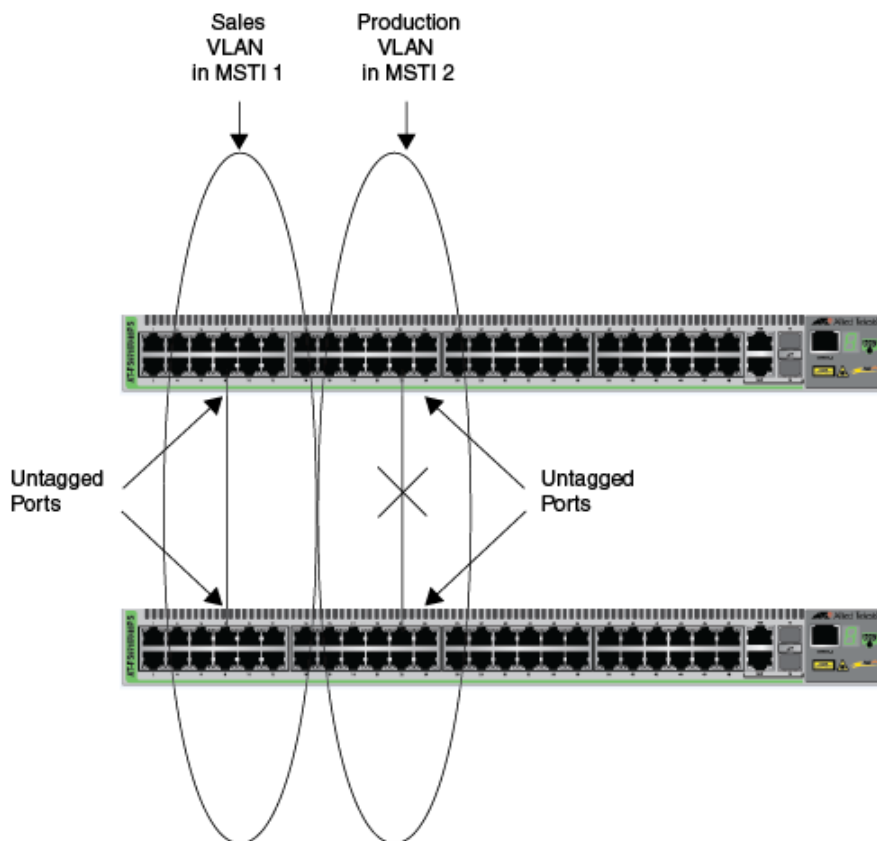 Sales
VLAN
in MSTI 1
Production
VLAN
in MSTI 2
Untagged
Ports
Untagged
Ports